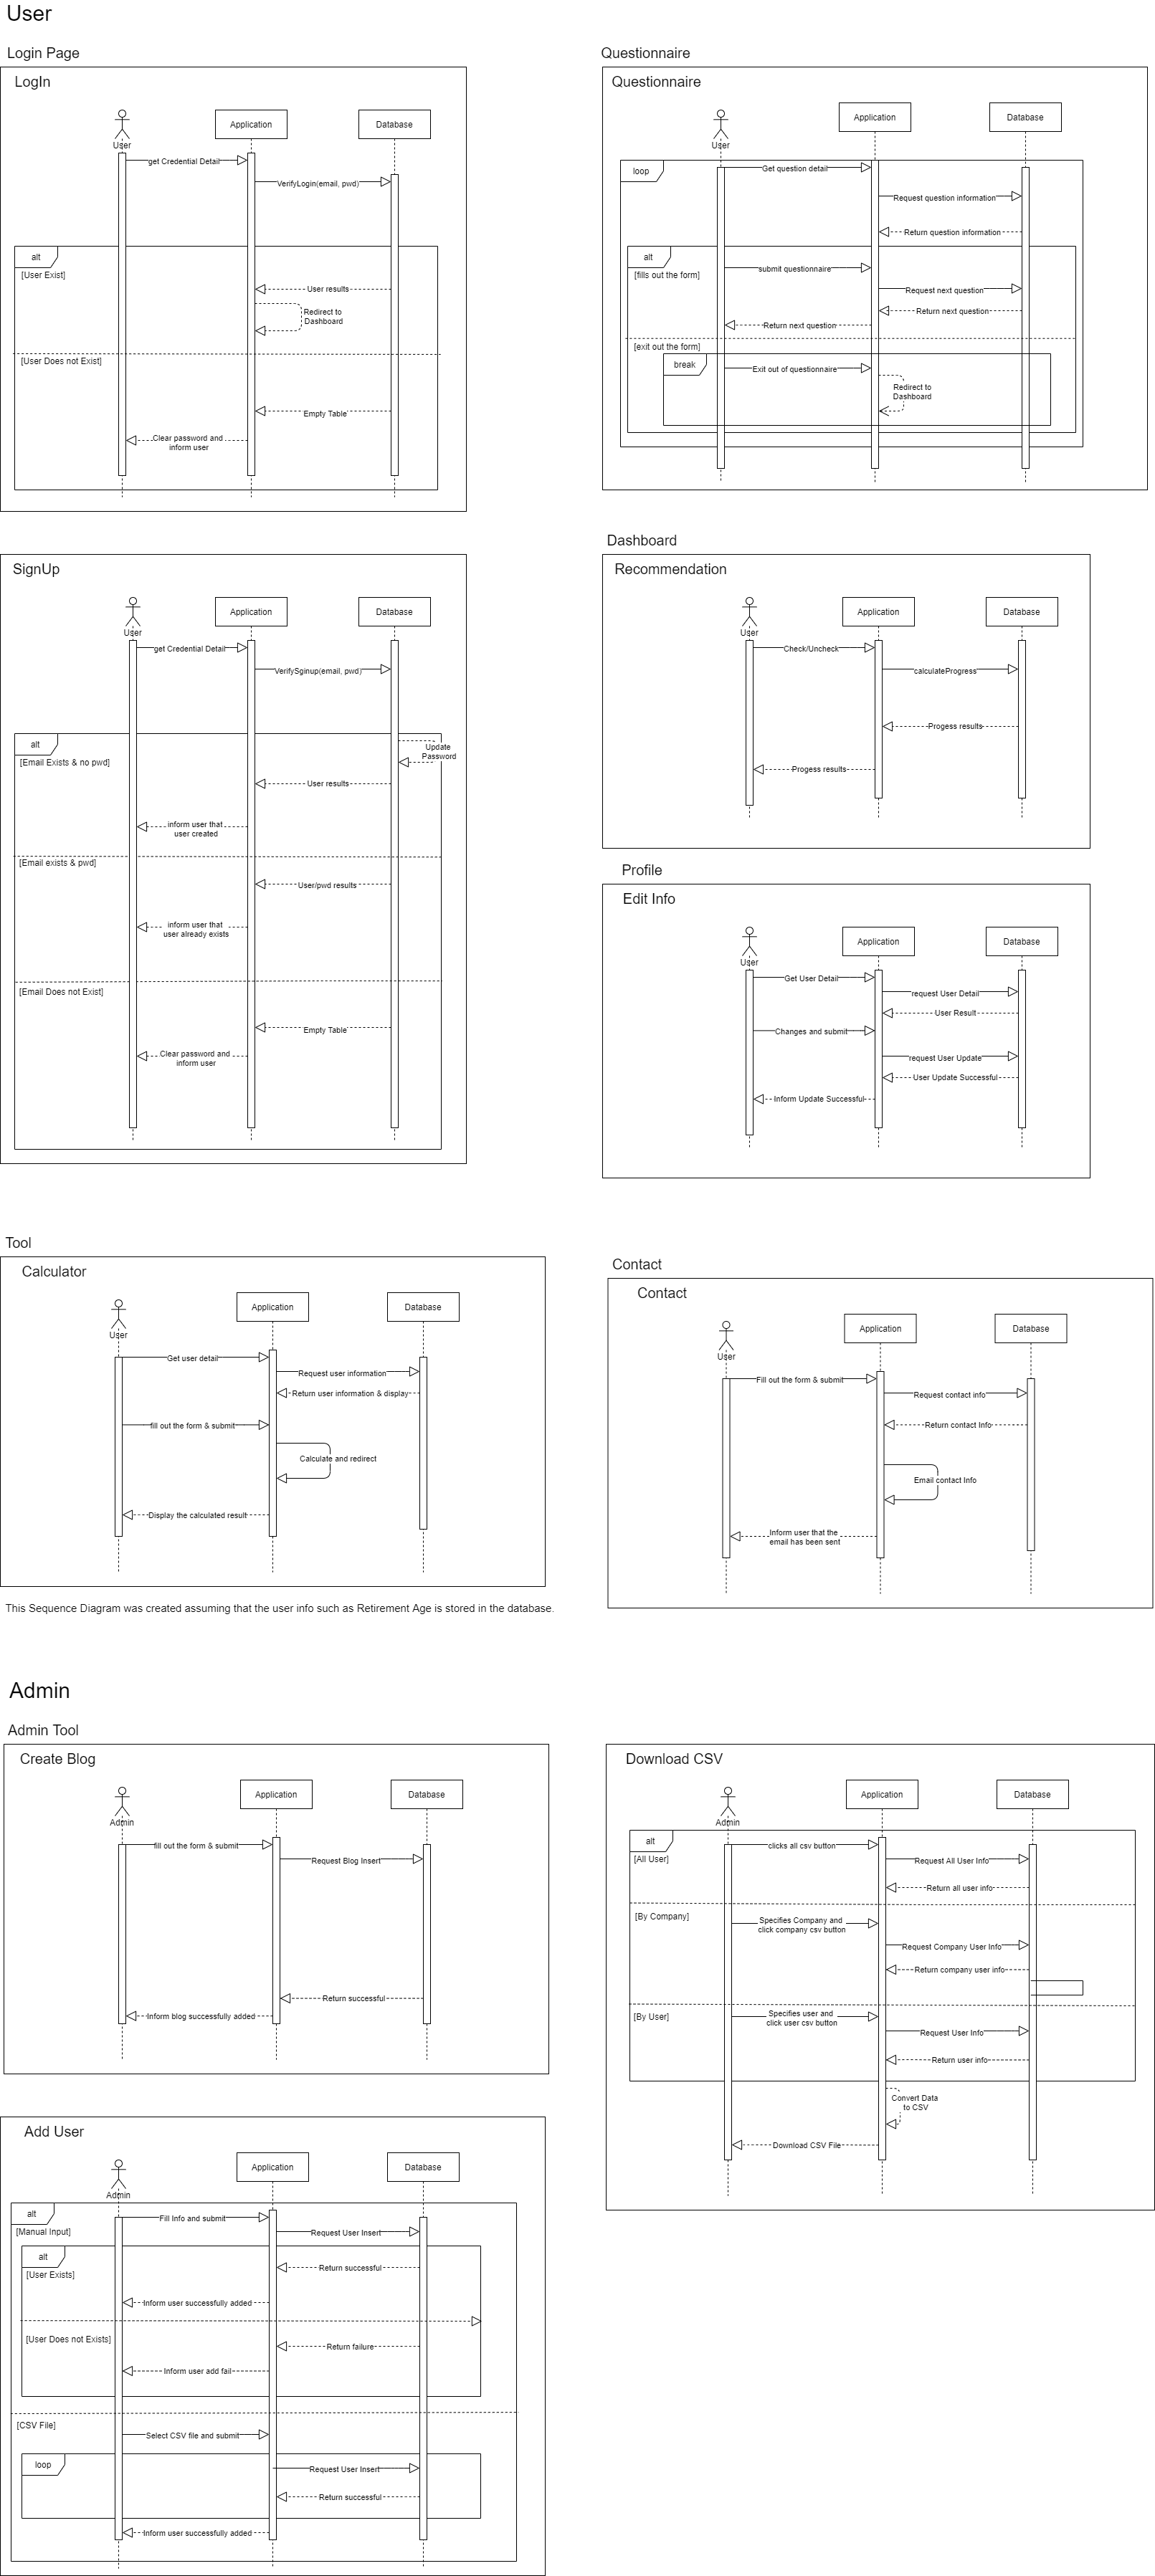 User
Login Page
LogIn
User
Application
Database
get Credential Detail
VerifyLogin(email, pwd)
alt
[User Exist]
User results
Redirect to
Dashboard
[User Does not Exist]
Empty Table
Clear password and
inform user
Questionnaire
Questionnaire
User
Application
Database
loop
Get question detail
Request question information
Return question information
alt
[fills out the form]
submit questionnaire
Request next question
Return next question
Return next question
[exit out the form]
break
Exit out of questionnaire
Redirect to
Dashboard
SignUp
User
Application
Database
get Credential Detail
VerifySginup(email, pwd)
alt
Update
Password
[Email Exists & no pwd]
User results
inform user that
user created
[Email exists & pwd]
User/pwd results
inform user that
user already exists
[Email Does not Exist]
Empty Table
Clear password and
inform user
Dashboard
Recommendation
User
Application
Database
Check/Uncheck
calculateProgress
Progess results
Progess results
Profile
Edit Info
User
Application
Database
Get User Detail
request User Detail
User Result
Changes and submit
request User Update
User Update Successful
Inform Update Successful
Tool
Calculator
User
Application
Database
Get user detail
Request user information
Return user information & display
fill out the form & submit
Calculate and redirect
Display the calculated result
This Sequence Diagram was created assuming that the user info such as Retirement Age is stored in the database.
Contact
Contact
User
Application
Database
Fill out the form & submit
Request contact info
Return contact Info
Email contact Info
Inform user that the
email has been sent
Admin
Admin Tool
Create Blog
Admin
Application
Database
fill out the form & submit
Request Blog Insert
Return successful
Inform blog successfully added
Download CSV
Admin
Application
Database
alt
clicks all csv button
[All User]
Request All User Info
Return all user info
[By Company]
Specifies Company and
click company csv button
Request Company User Info
Return company user info
[By User]
Specifies user and
click user csv button
Request User Info
Return user info
Convert Data
to CSV
Download CSV File
Add User
Admin
Application
Database
alt
Fill Info and submit
[Manual Input]
Request User Insert
alt
Return successful
[User Exists]
Inform user successfully added
[User Does not Exists]
Return failure
Inform user add fail
[CSV File]
Select CSV file and submit
loop
Request User Insert
Return successful
Inform user successfully added